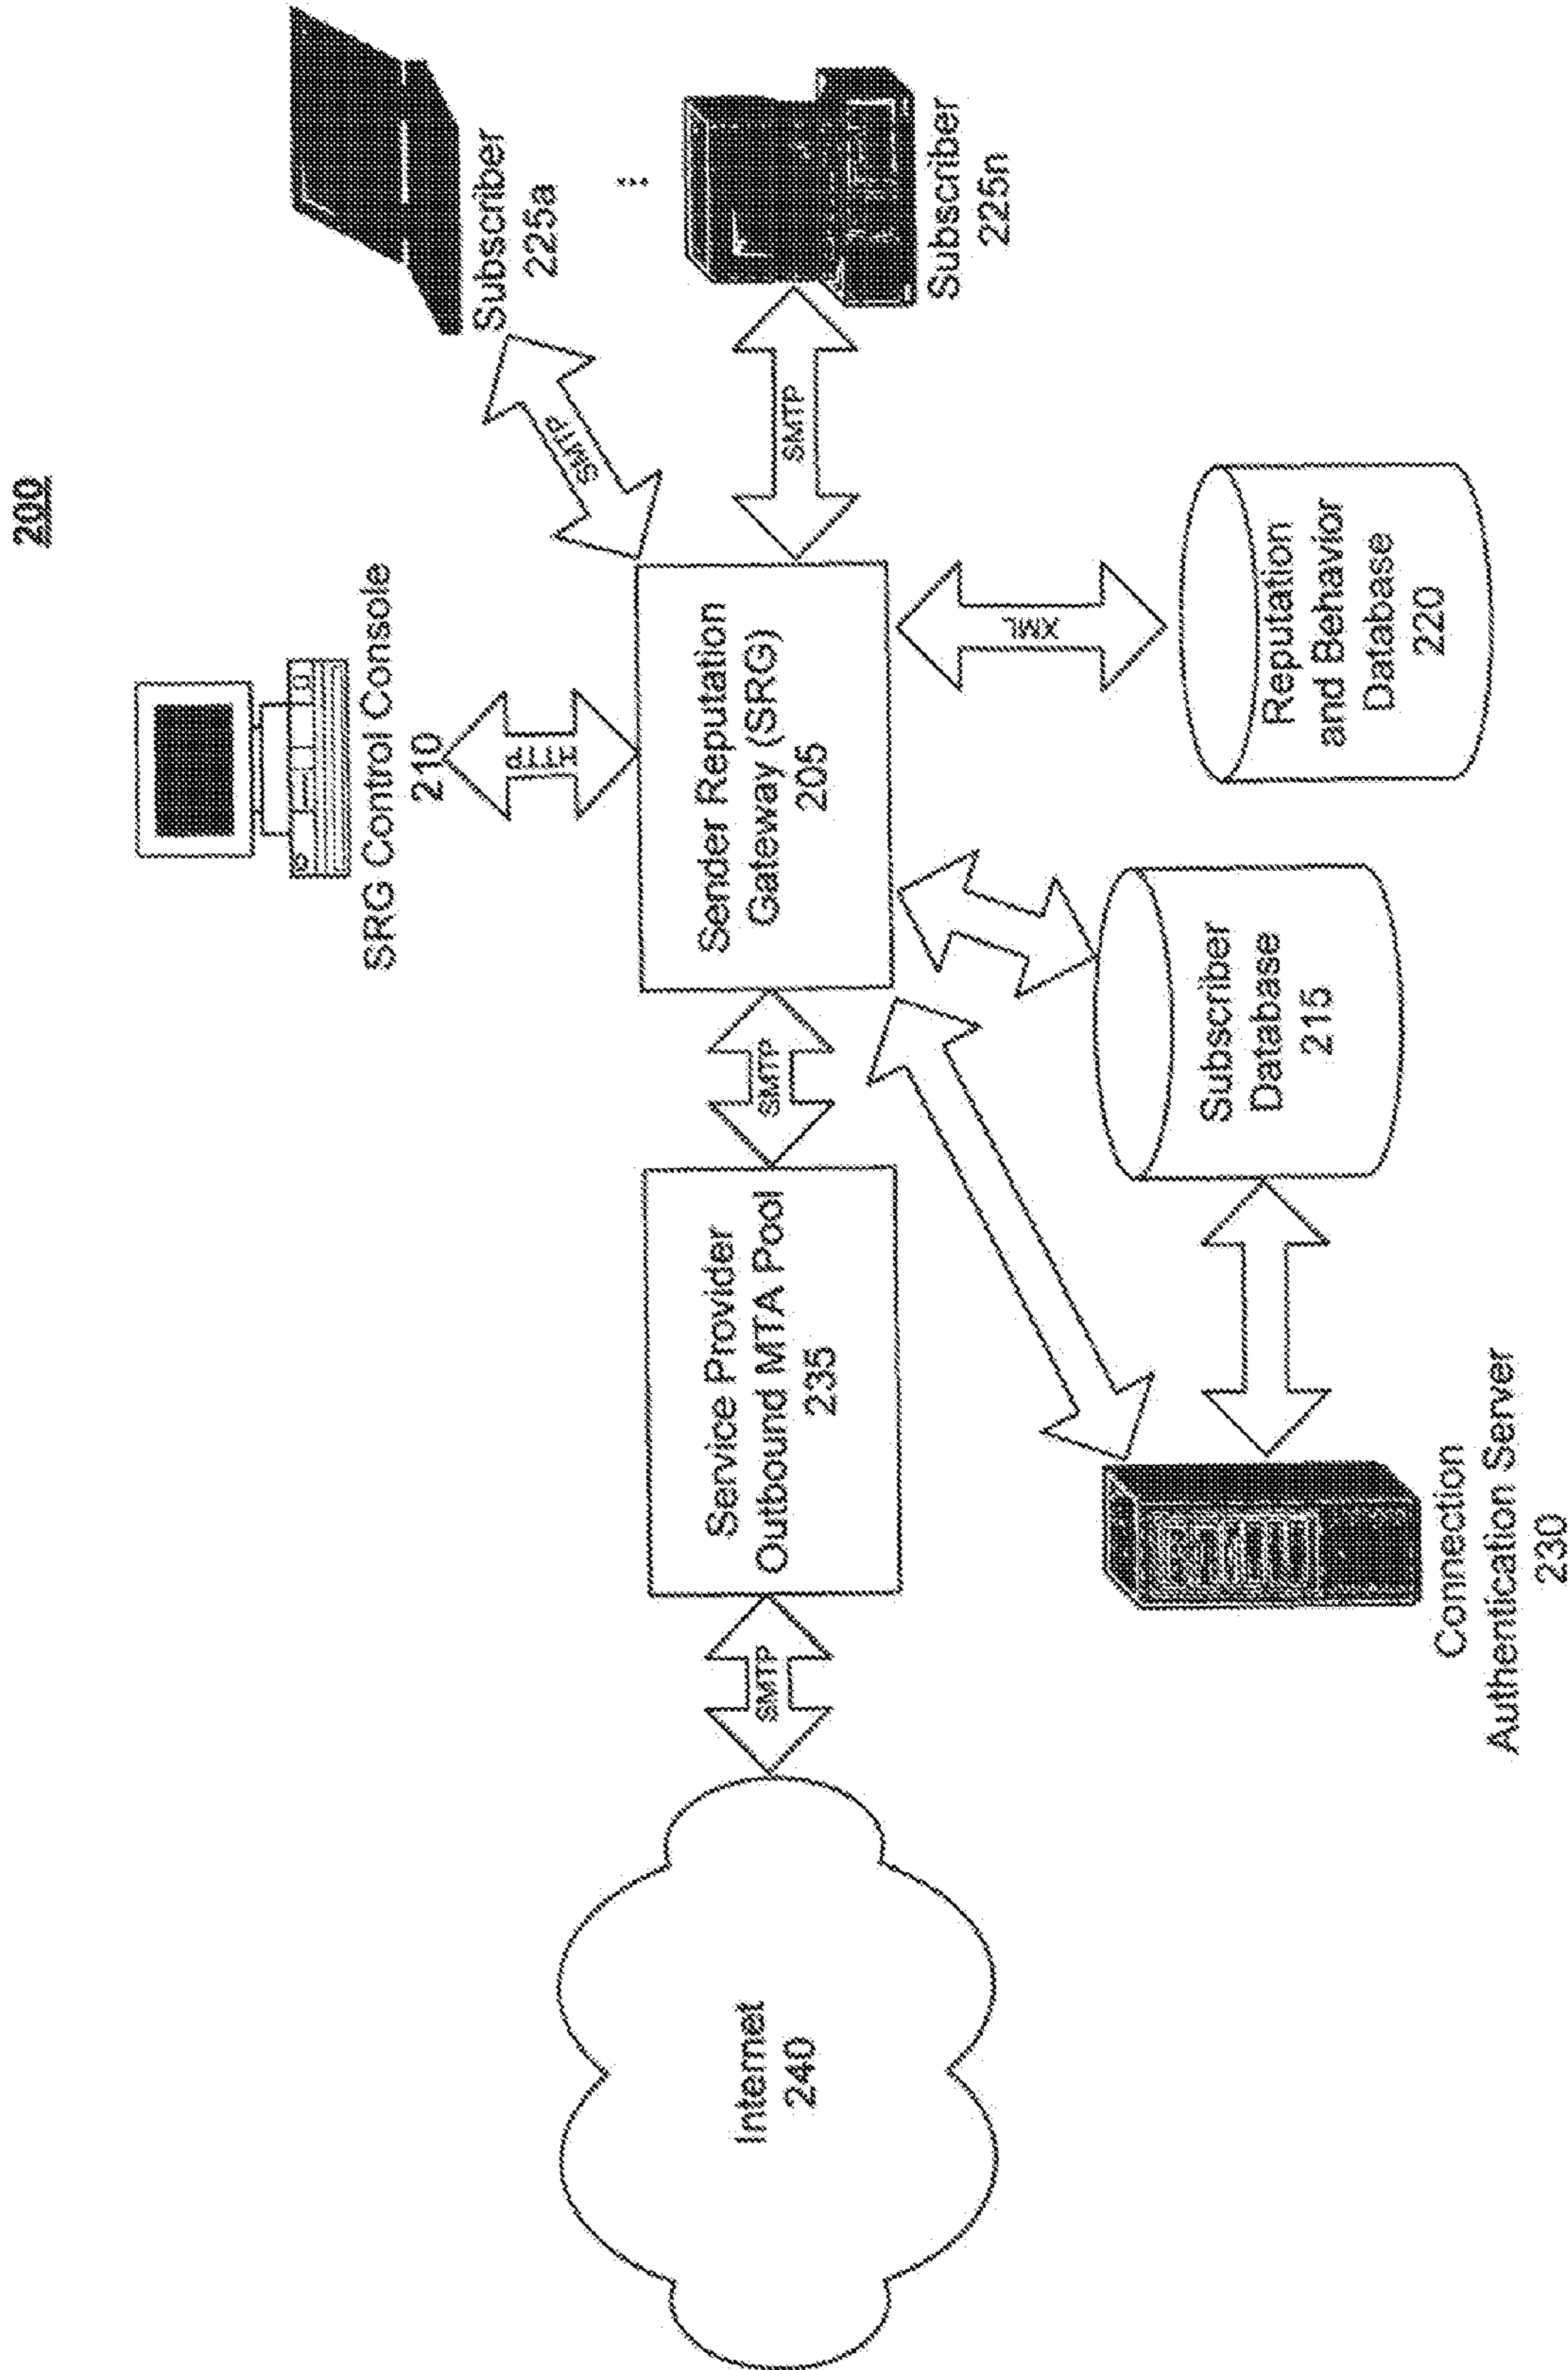 200
SRG Control Console
210
HTTP
Subscriber
225a
SMTP
Subscriber
225n
SMTP
Sender Reputation
Gateway (SRG)
205
SMTP
Service Provider
Outbound MTA Pool
235
SMTP
Internet
240
XML
Reputation
and Behavior
Database
220
Subscriber
Database
215
Connection
Authentication Server
230